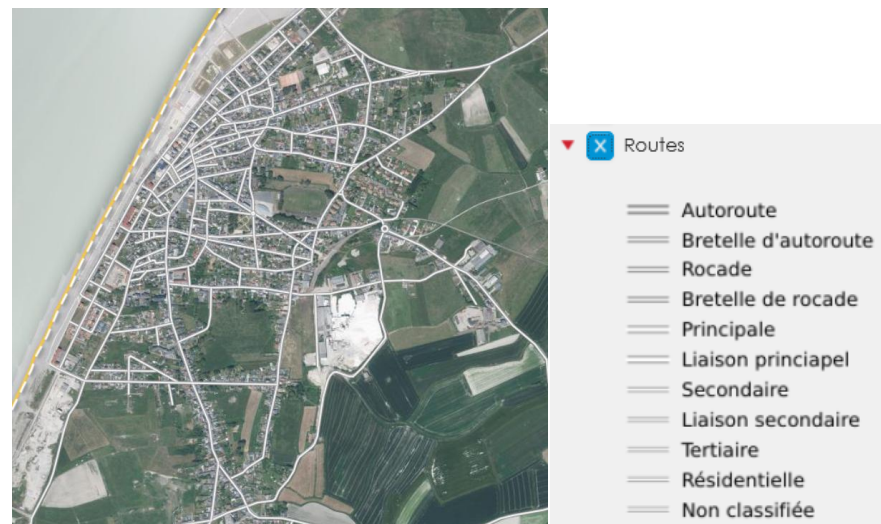 Routes
Autoroute
Bretelle d'autoroute
Rocade
Bretelle de rocade
Principale
Liaison princiapel
Secondaire
Liaison secondaire
Tertiaire
Résidentielle
Non classifiée